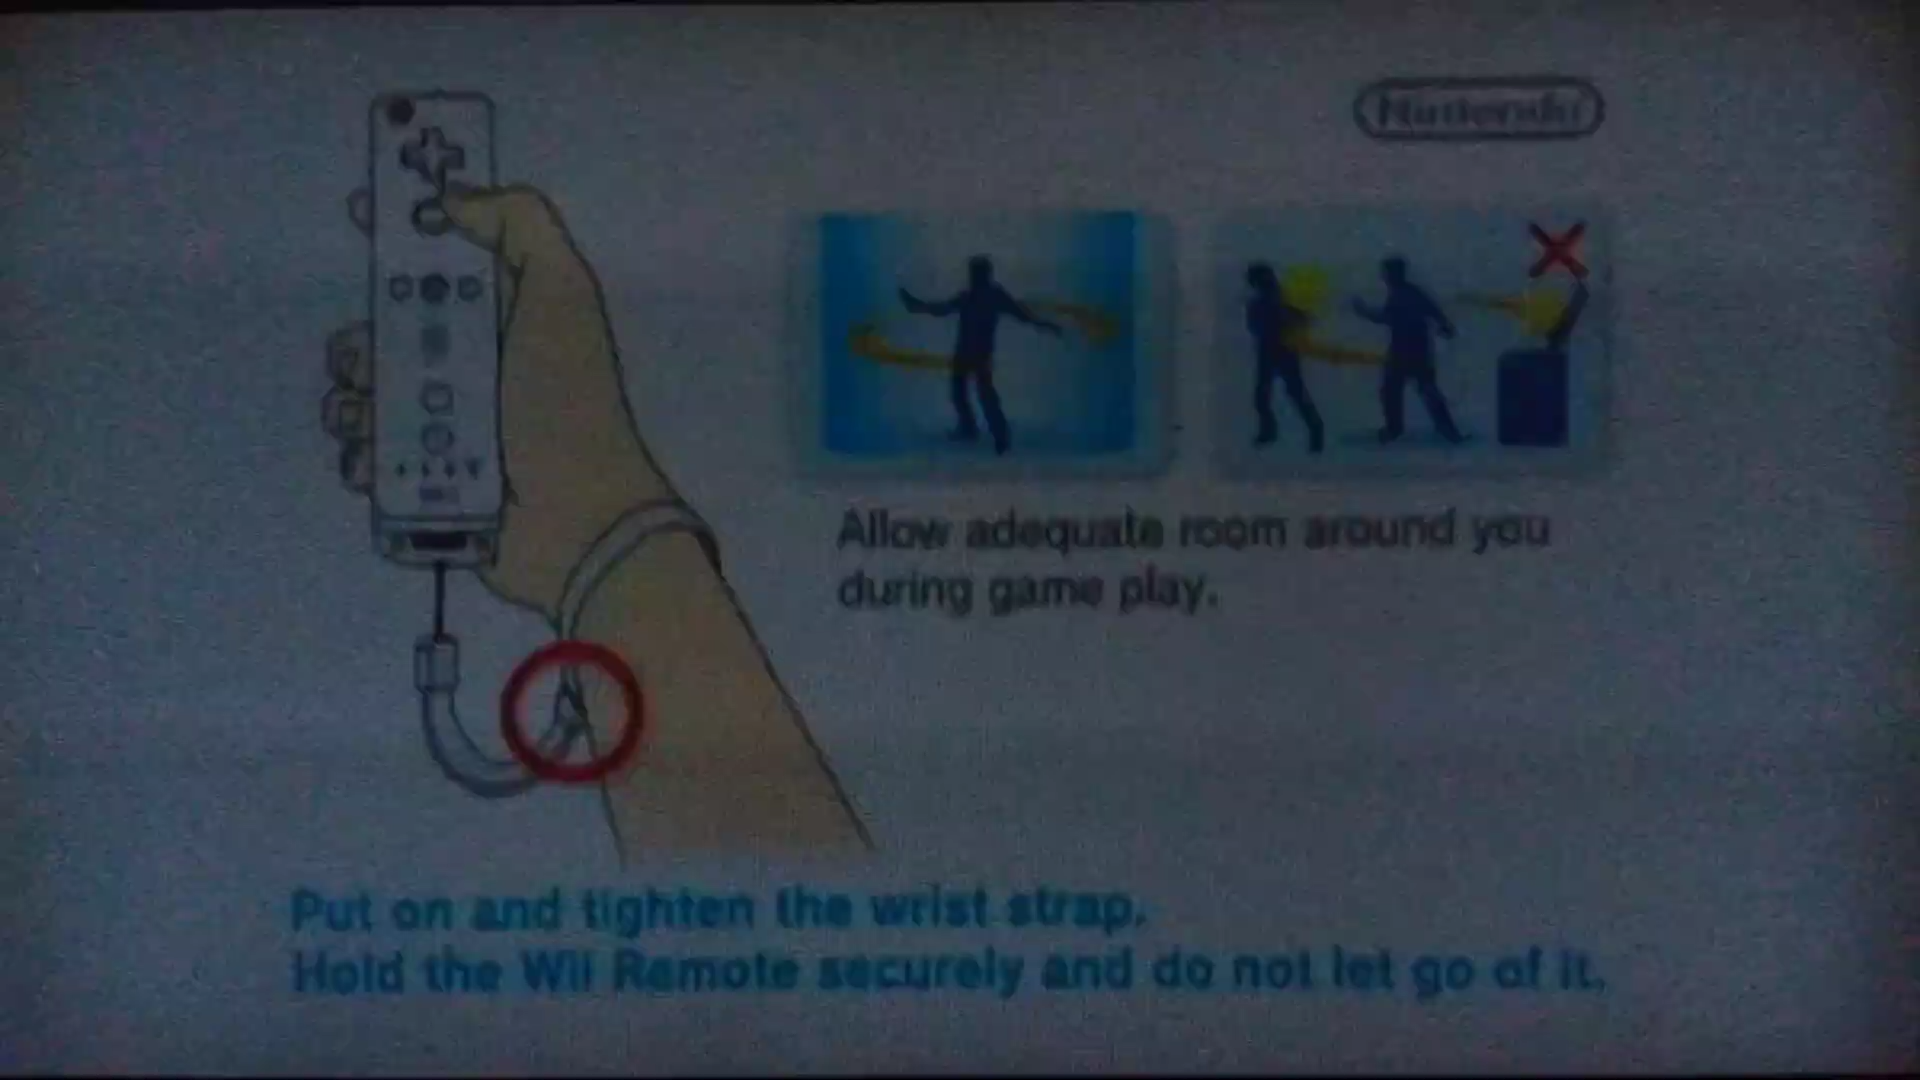 Nintendo
Allow adequate room around you
during game play.
Put on and tighten the wrist strap.
Hold the Wii Remote securely and do not let go of it.